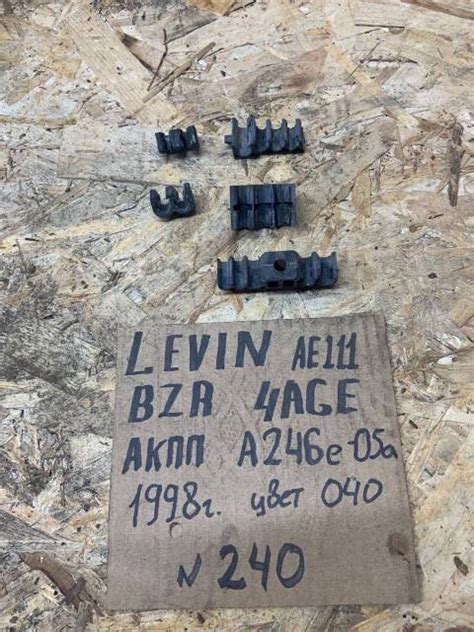 LEVIN AE111
BZR 4AGE
АКПП A246e-05a
1998г. цвет 040
N 240